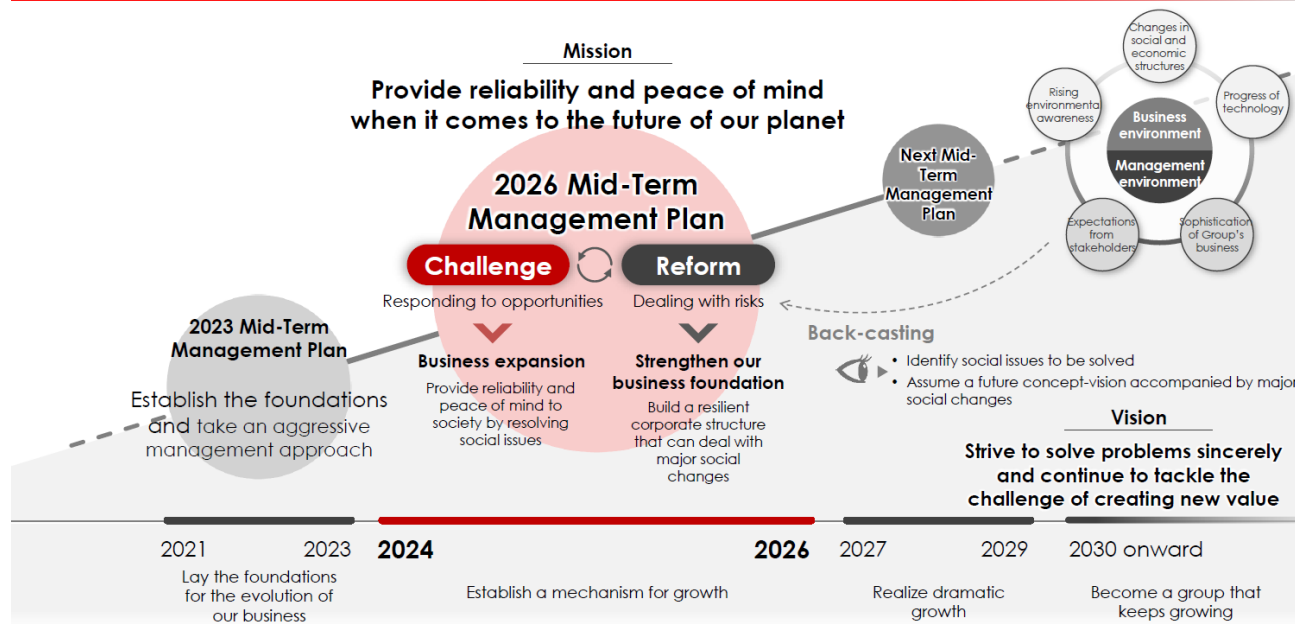 Mission
Provide reliability and peace of mind
when it comes to the future of our planet
2026 Mid-Term
Management Plan
Challenge
Reform
Responding to opportunities
Dealing with risks
Business expansion
Provide reliability and
peace of mind to
society by resolving
social issues
Strengthen our
business foundation
Build a resilient
corporate structure
that can deal with
major social
changes
2023 Mid-Term
Management Plan
Establish the foundations
and take an aggressive
management approach
Next Mid-
Term
Management
Plan
Changes in
social and
economic
structures
Rising
environmental
awareness
Progress of
technology
Business
environment
Management
environment
Expectations
from
stakeholders
Sophistication
of Group's
business
Back-casting
• Identify social issues to be solved
• Assume a future concept-vision accompanied by major
social changes
Vision
Strive to solve problems sincerely
and continue to tackle the
challenge of creating new value
2021
2023
2024
2026
2027
2029
2030 onward
Lay the foundations
for the evolution of
our business
Establish a mechanism for growth
Realize dramatic
growth
Become a group that
keeps growing